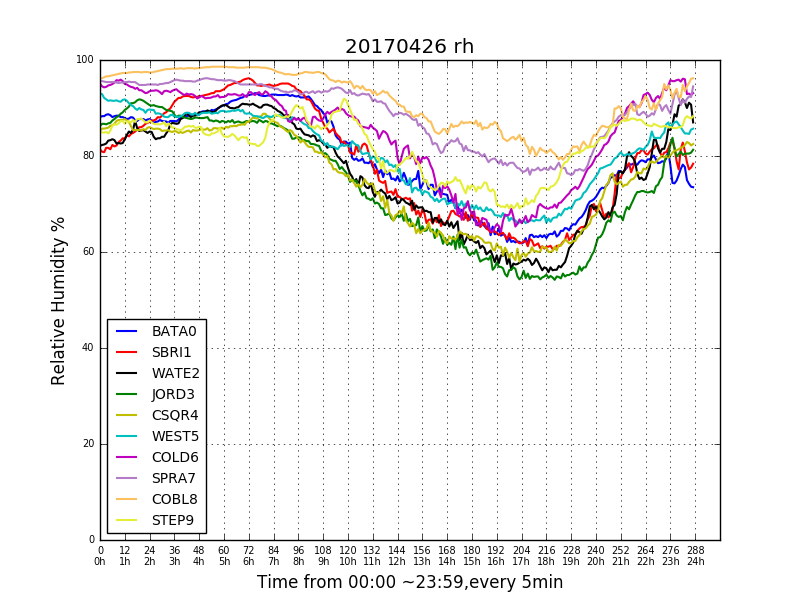 20170426 rh
Relative Humidity %
100
80
60
40
20
0
BATA0
SBRI1
WATE2
JORD3
CSQR4
WEST5
COLD6
SPRA7
COBL8
STEP9
0 12 24 36 48 60 72 84 96 108 120 132 144 156 168 180 192 204 216 228 240 252 264 276 288
0h 1h 2h 3h 4h 5h 6h 7h 8h 9h 10h 11h 12h 13h 14h 15h 16h 17h 18h 19h 20h 21h 22h 23h 24h
Time from 00:00 ~23:59,every 5min